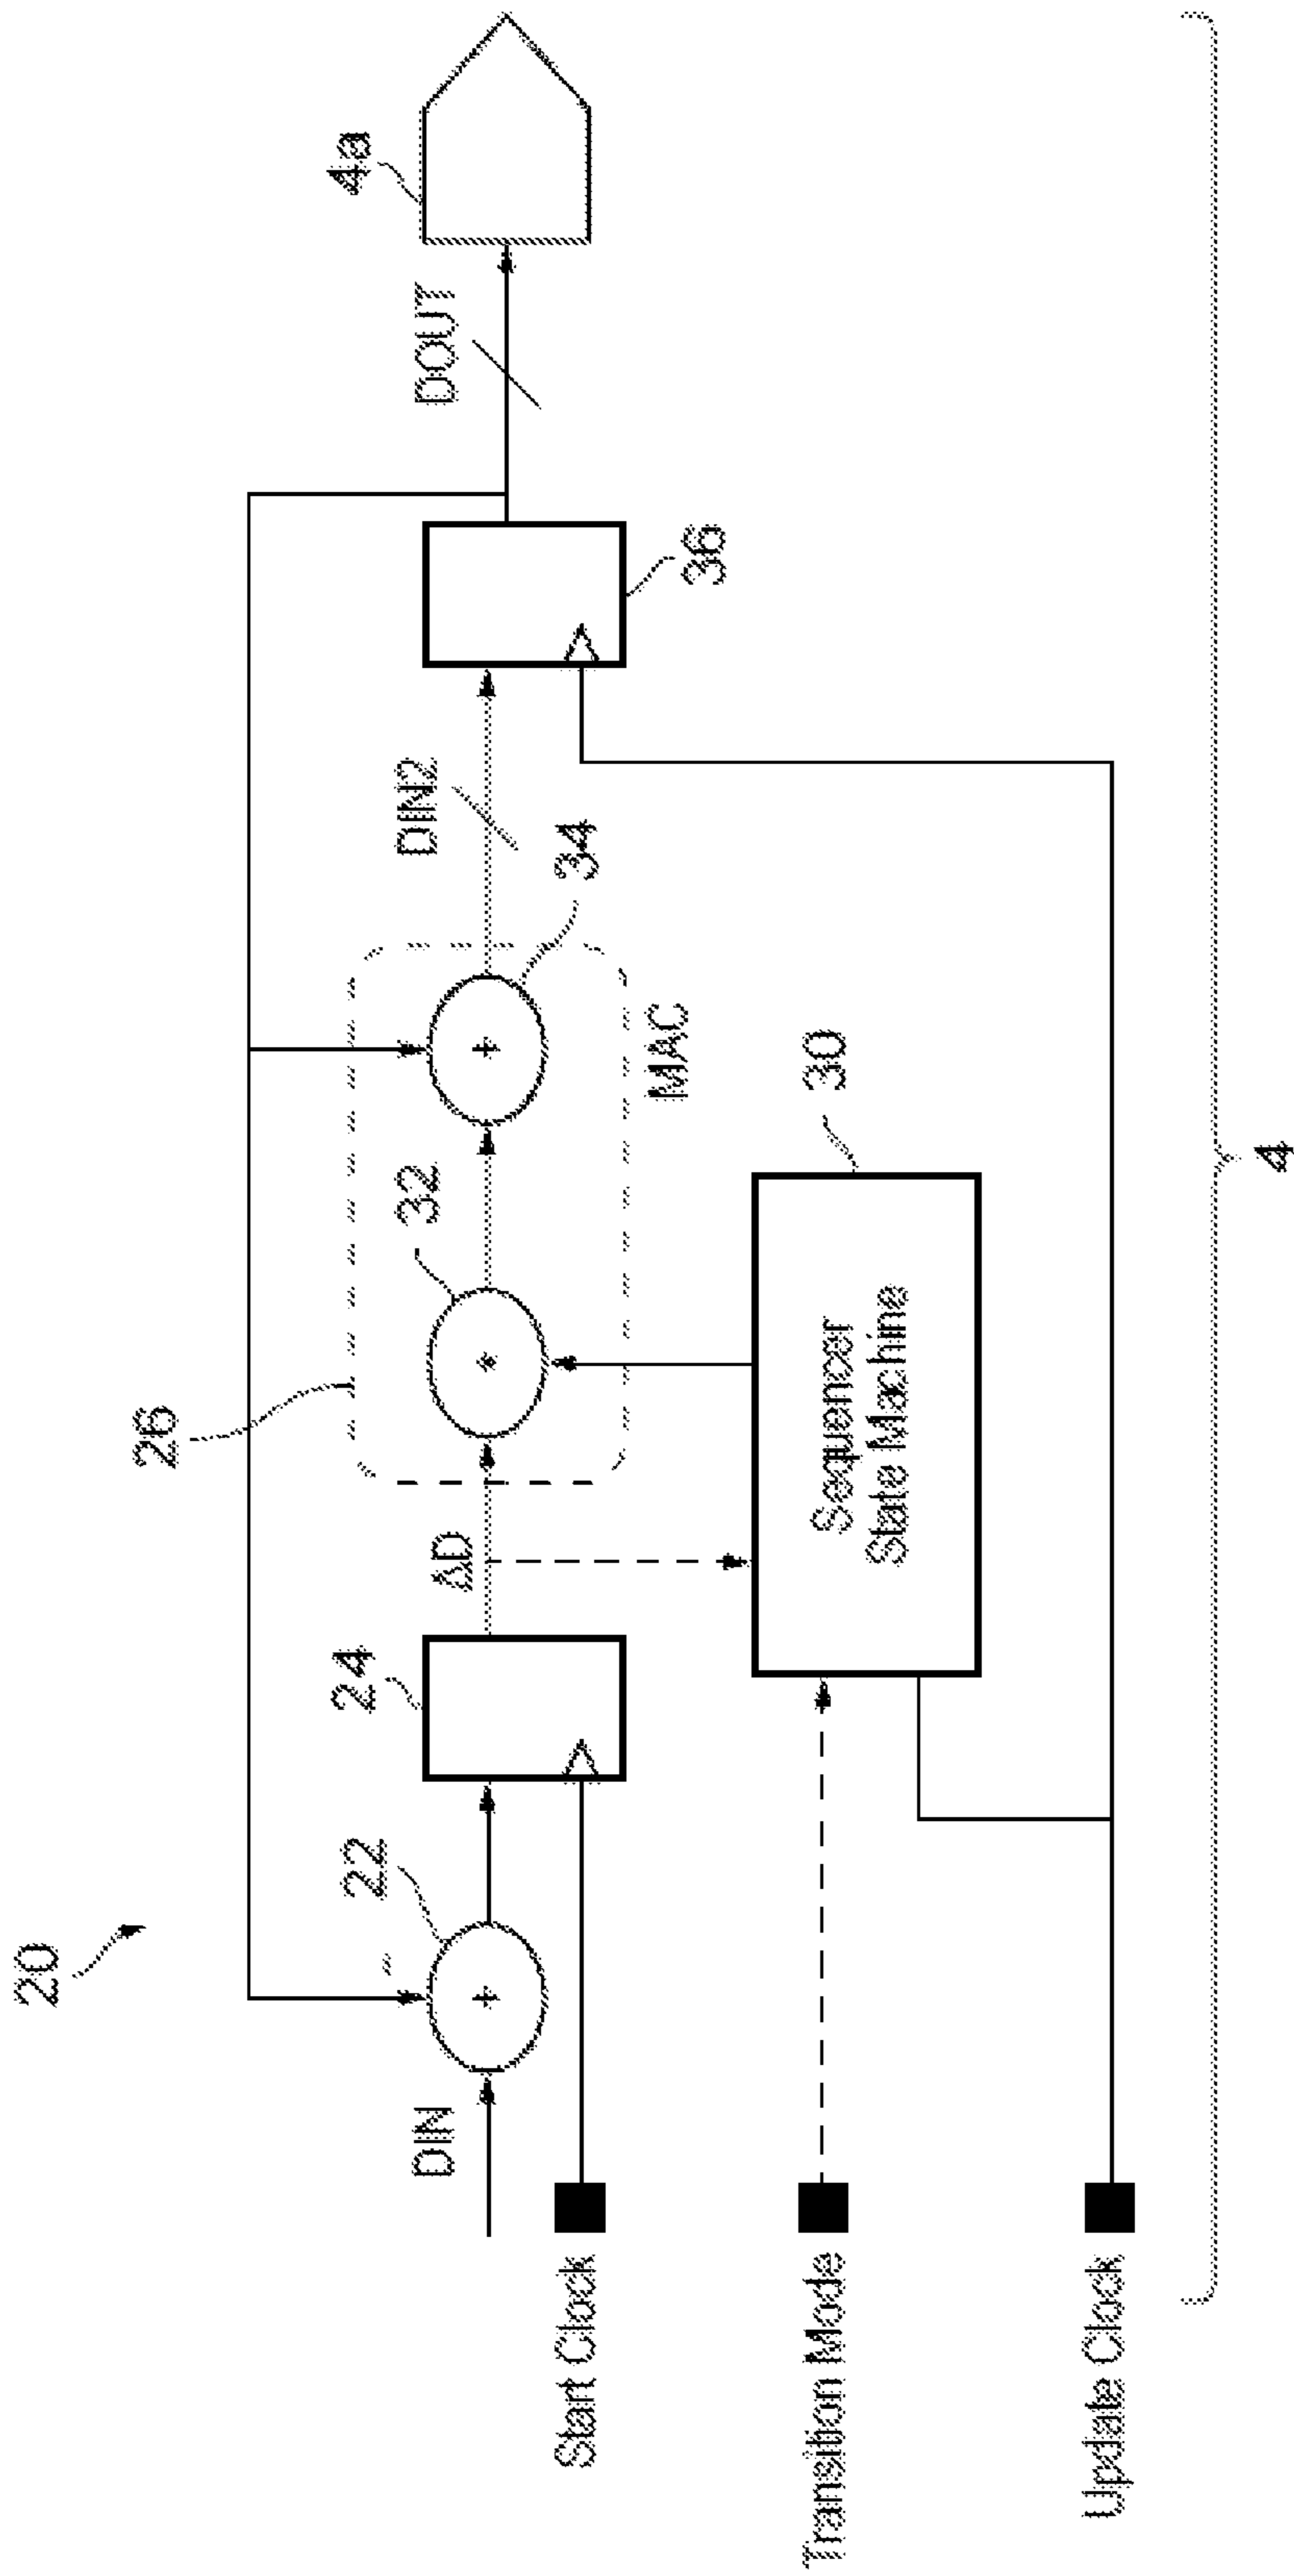 20
22
24
26
32
34
36
4a
DIN
+
−
ΔD
*
+
MAC
DIN2
DOUT
30
Sequencer
State Machine
Start Clock
Transition Mode
Update Clock
4